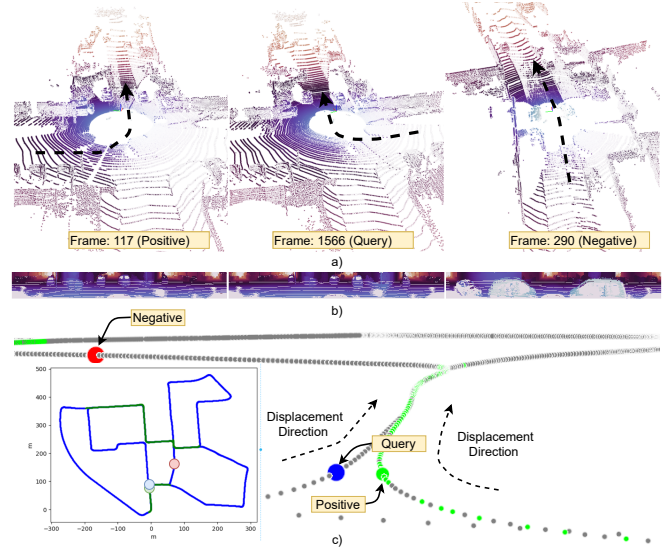 Frame: 117 (Positive)
Frame: 1566 (Query)
Frame: 290 (Negative)
a)
b)
Negative
500
400
300
200
100
0
m
−300
−200
−100
0
100
200
300
m
Displacement
Direction
Query
Displacement
Direction
Positive
c)